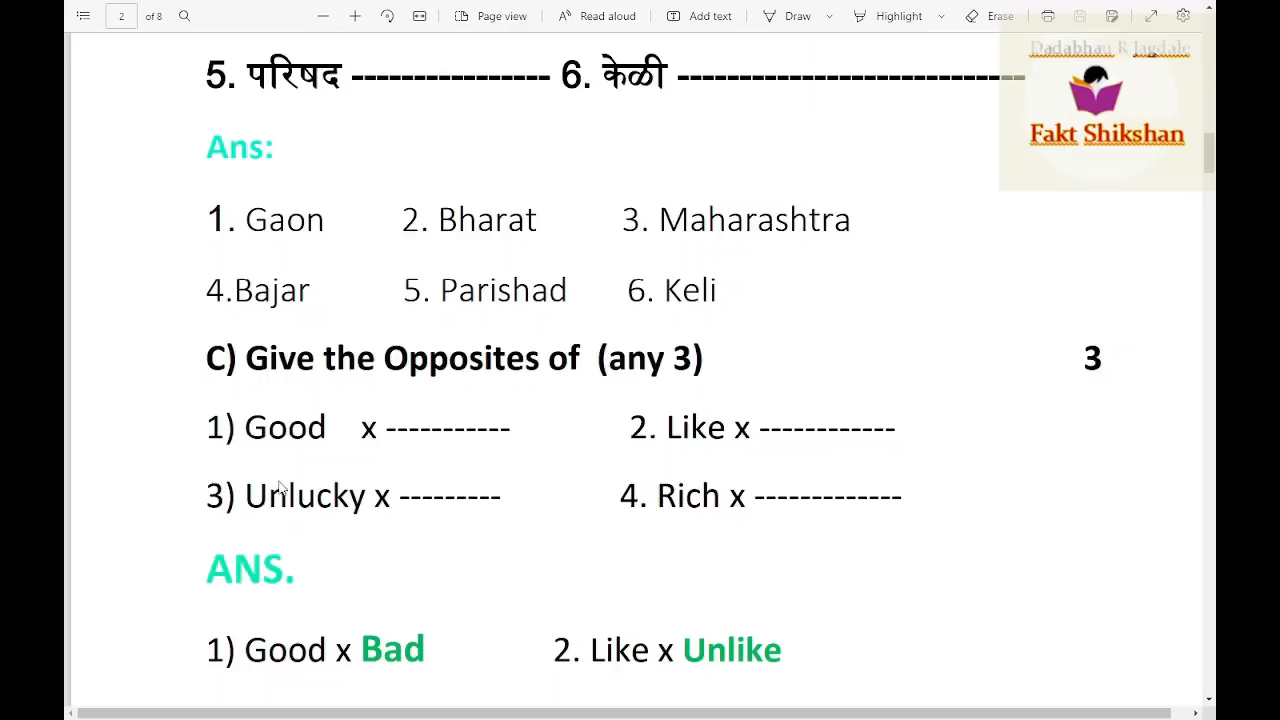 2 of 8 Page view Read aloud Add text Draw Highlight Erase
Dadabhau R Jagdale
Fakt Shikshan
5. परिषद --------------- 6. केळी --------------------------
Ans:
1. Gaon 2. Bharat 3. Maharashtra
4.Bajar 5. Parishad 6. Keli
C) Give the Opposites of (any 3) 3
1) Good x ----------- 2. Like x ------------
3) Unlucky x --------- 4. Rich x -------------
ANS.
1) Good x Bad 2. Like x Unlike